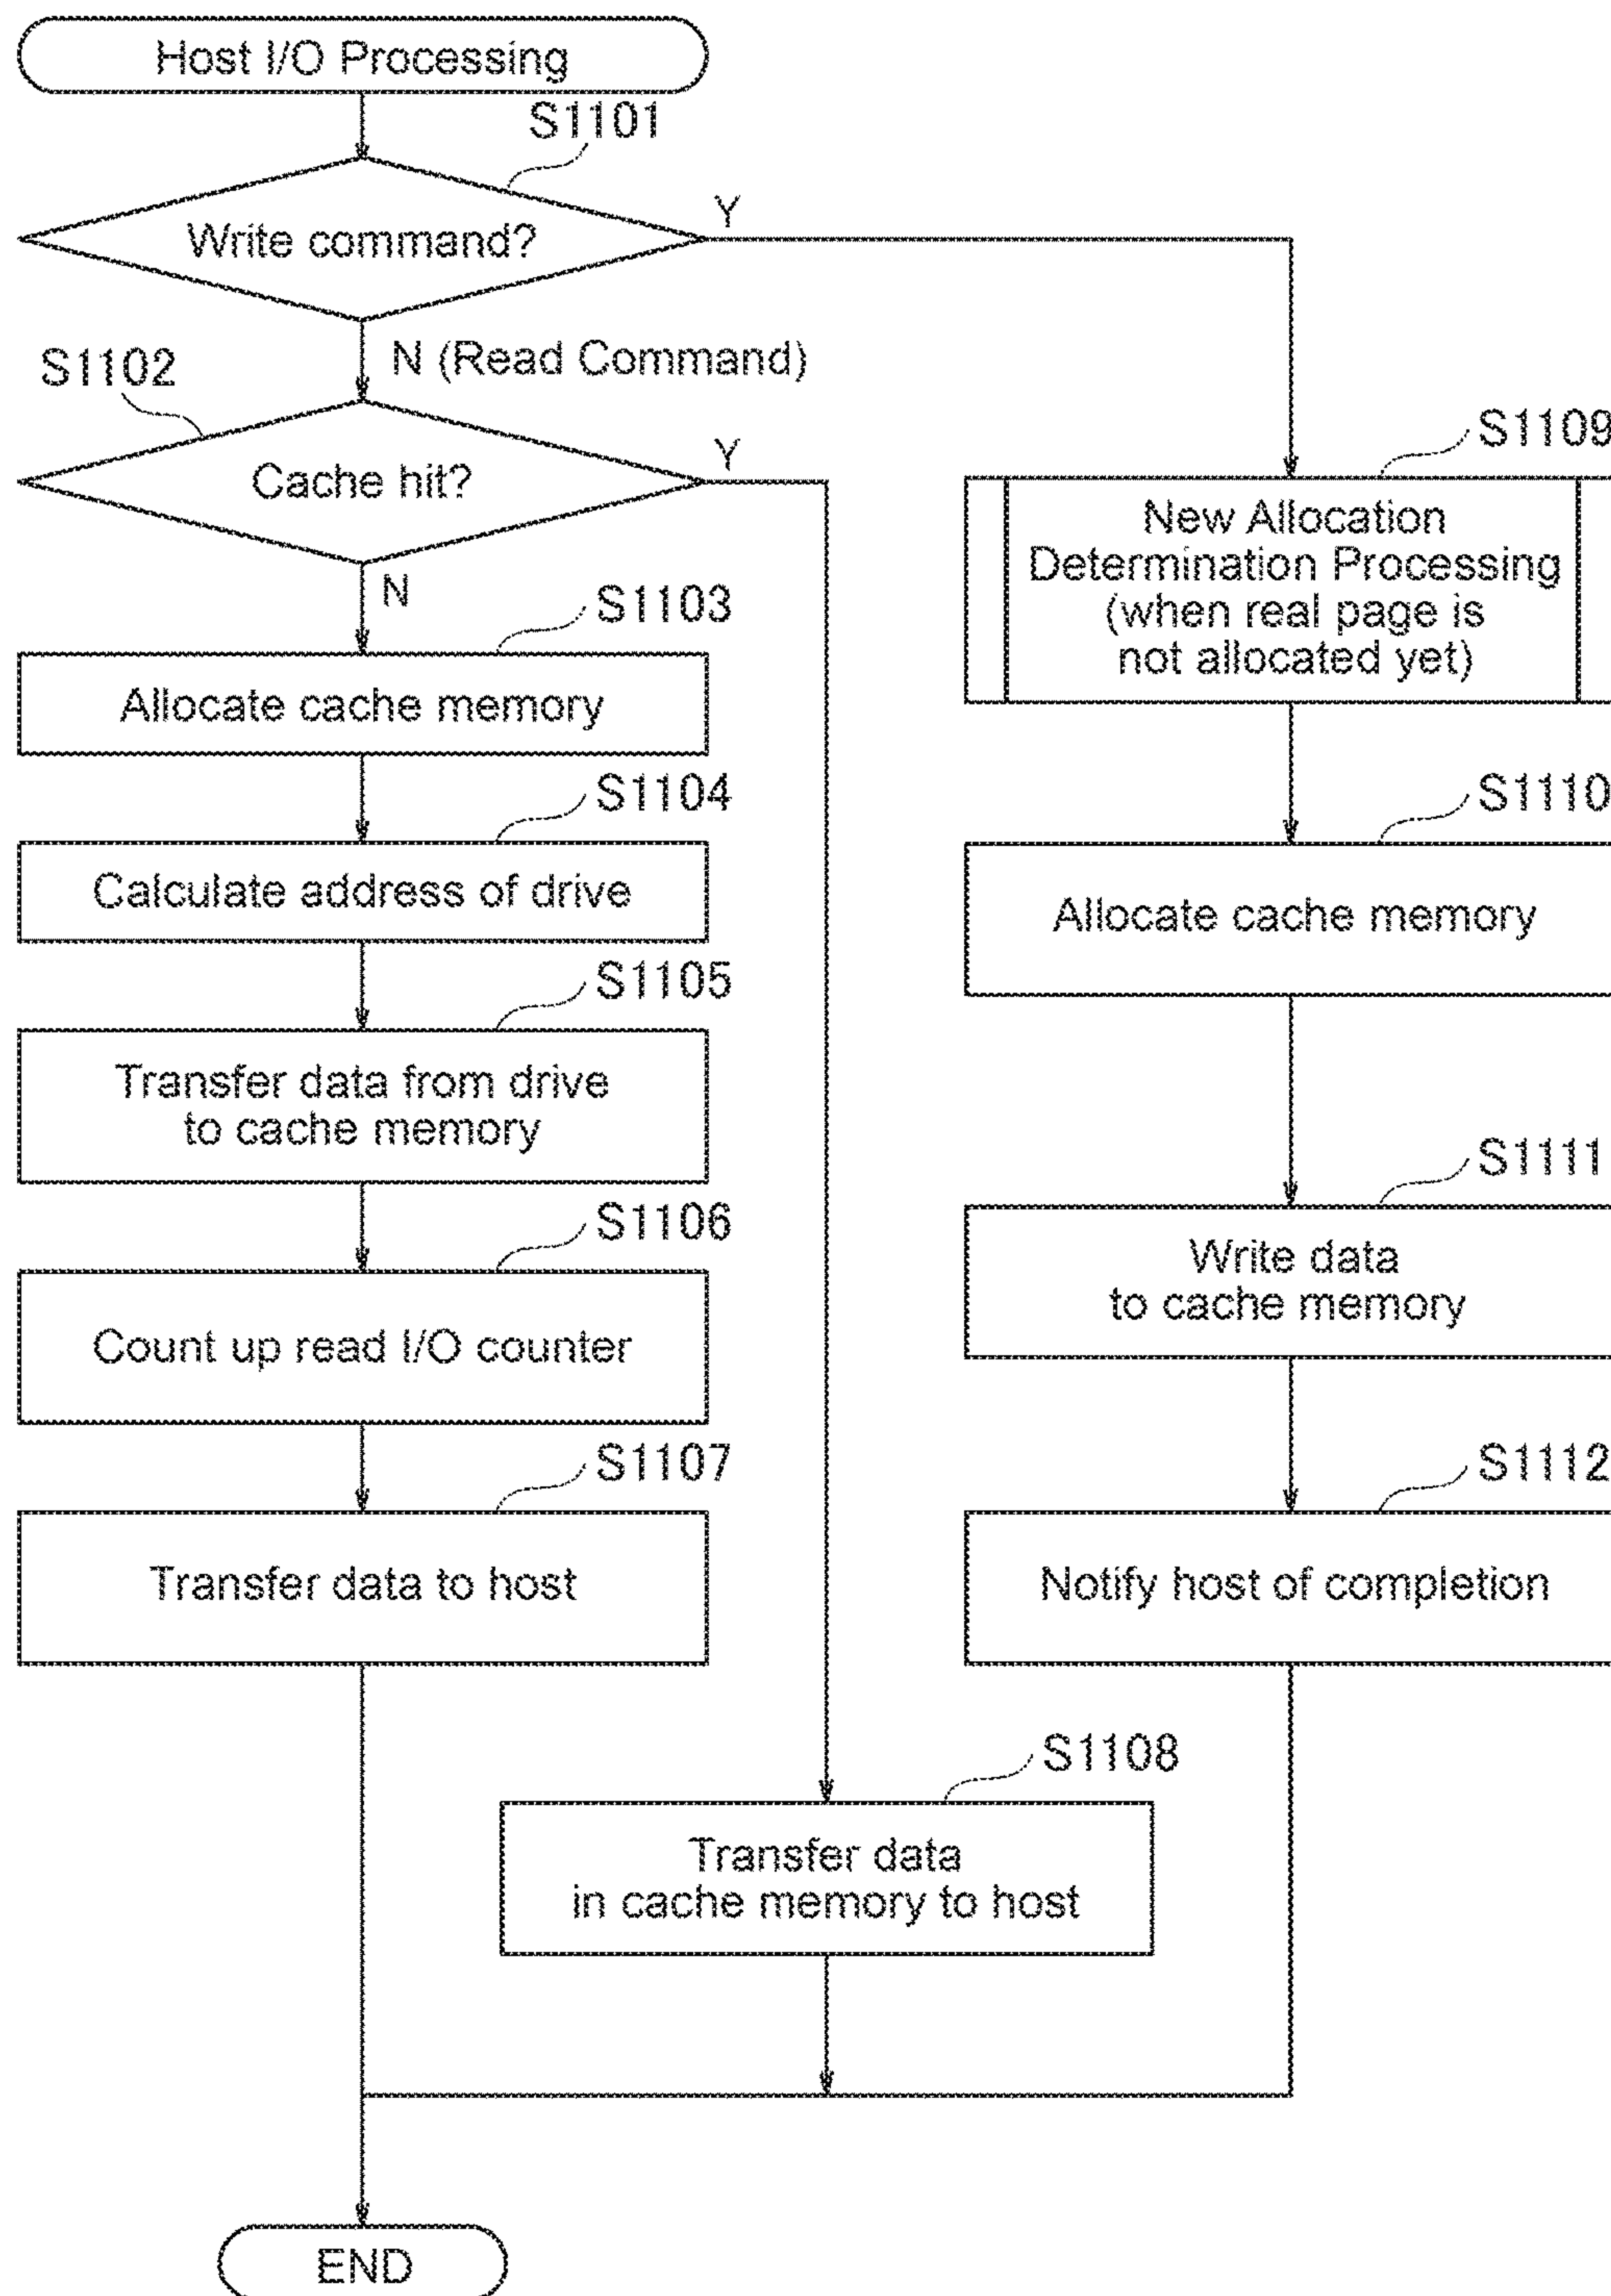 Host I/O Processing
S1101
Write command?
Y
N (Read Command)
S1102
Cache hit?
Y
N
S1103
Allocate cache memory
S1104
Calculate address of drive
S1105
Transfer data from drive
to cache memory
S1106
Count up read I/O counter
S1107
Transfer data to host
S1108
Transfer data
in cache memory to host
S1109
New Allocation
Determination Processing
(when real page is
not allocated yet)
S1110
Allocate cache memory
S1111
Write data
to cache memory
S1112
Notify host of completion
END